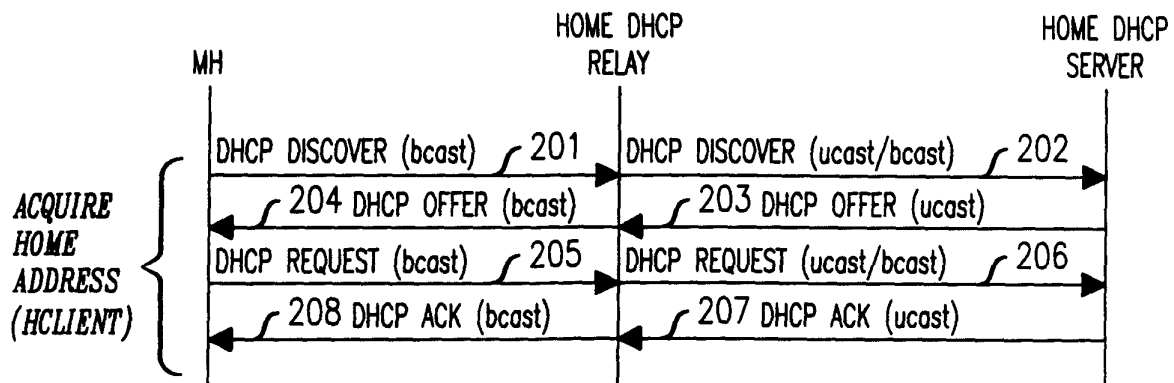 MH
HOME DHCP
RELAY
HOME DHCP
SERVER
DHCP DISCOVER (bcast) 201
DHCP DISCOVER (ucast/bcast) 202
204 DHCP OFFER (bcast)
203 DHCP OFFER (ucast)
DHCP REQUEST (bcast) 205
DHCP REQUEST (ucast/bcast) 206
208 DHCP ACK (bcast)
207 DHCP ACK (ucast)
ACQUIRE
HOME
ADDRESS
(HCLIENT)